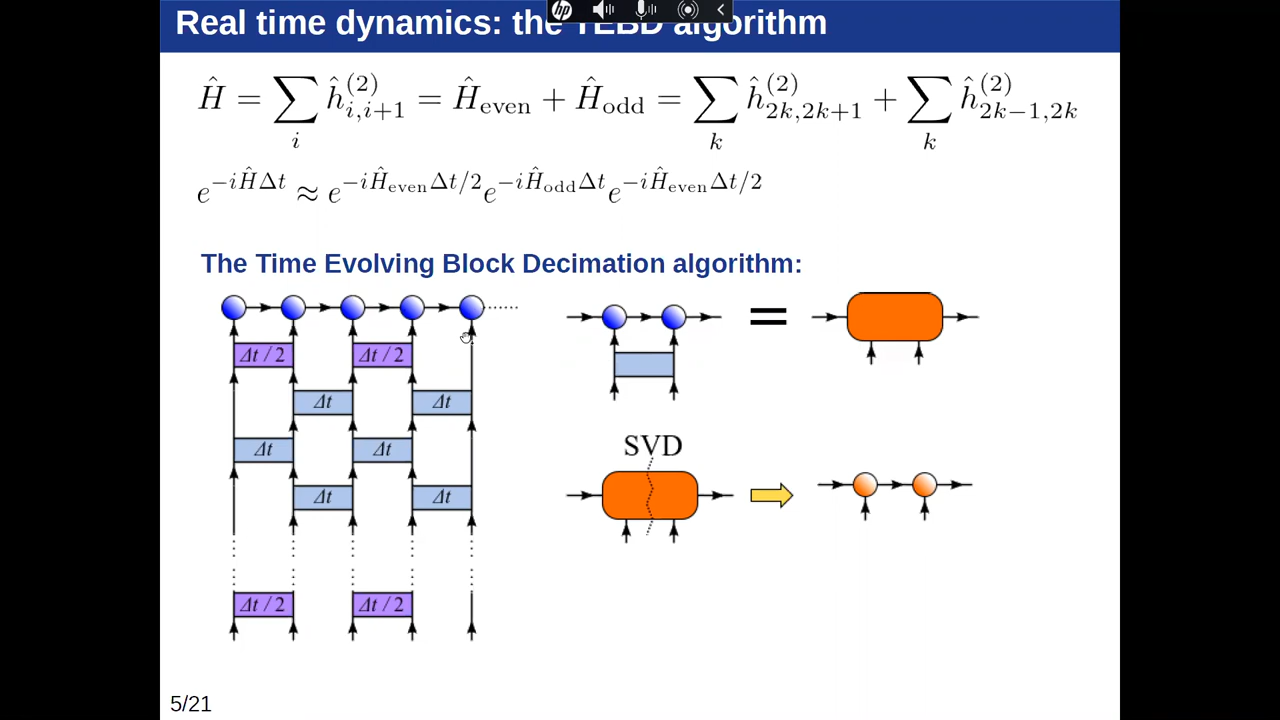 Real time dynamics: the TEBD algorithm
hp
Ĥ = ∑_i ĥ^{(2)}_{i,i+1} = Ĥ_even + Ĥ_odd = ∑_k ĥ^{(2)}_{2k,2k+1} + ∑_k ĥ^{(2)}_{2k−1,2k}
e^{−iĤΔt} ≈ e^{−iĤ_even Δt/2} e^{−iĤ_odd Δt} e^{−iĤ_even Δt/2}
The Time Evolving Block Decimation algorithm:
=
Δt / 2 Δt / 2
Δt Δt
SVD
Δt Δt
Δt Δt
Δt / 2 Δt / 2
5/21